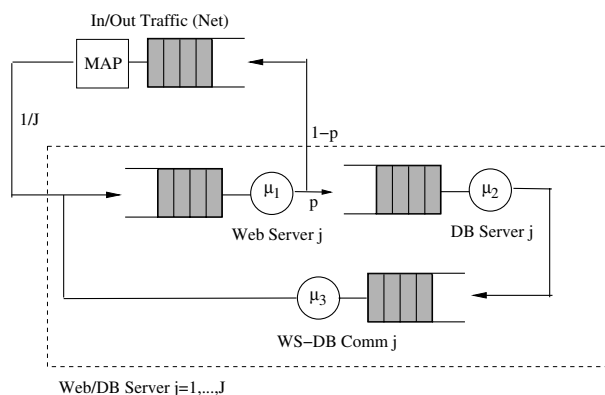 In/Out Traffic (Net)
MAP
1/J
1−p
μ1
p
μ2
Web Server j
DB Server j
μ3
WS−DB Comm j
Web/DB Server j=1,...,J